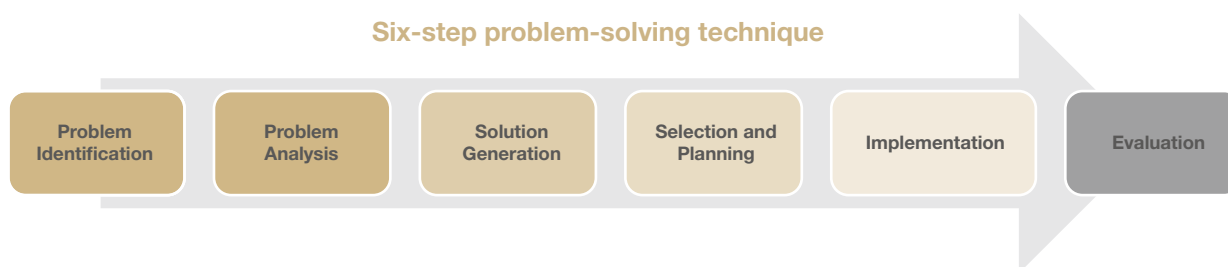 Six-step problem-solving technique
Problem
Identification
Problem
Analysis
Solution
Generation
Selection and
Planning
Implementation
Evaluation